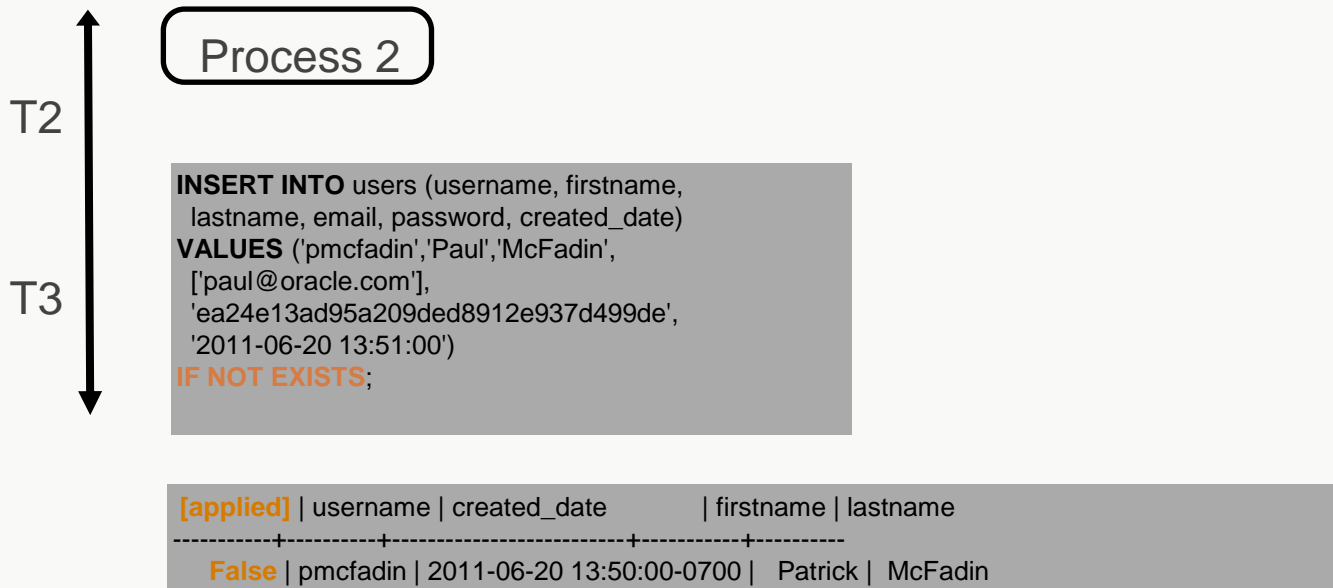 Process 2
T2
INSERT INTO users (username, firstname,
lastname, email, password, created_date)
VALUES ('pmcfadin','Paul','McFadin',
['paul@oracle.com'],
T3
'ea24e13ad95a209ded8912e937d499de',
'2011-06-20 13:51:00')
IF NOT EXISTS;
[applied] | username | created_date | firstname | lastname
-----------+----------+--------------------------+-----------+----------
False | pmcfadin | 2011-06-20 13:50:00-0700 | Patrick | McFadin